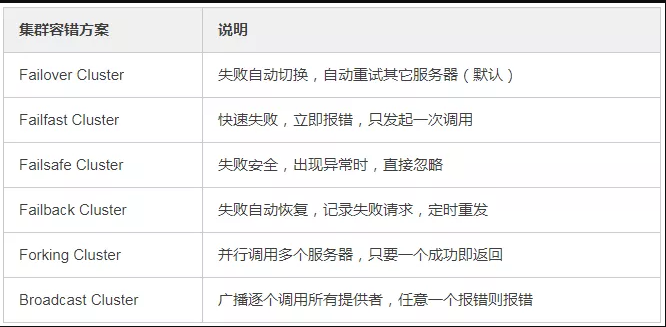 集群容错方案 说明
Failover Cluster 失败自动切换，自动重试其它服务器（默认）
Failfast Cluster 快速失败，立即报错，只发起一次调用
Failsafe Cluster 失败安全，出现异常时，直接忽略
Failback Cluster 失败自动恢复，记录失败请求，定时重发
Forking Cluster 并行调用多个服务器，只要一个成功即返回
Broadcast Cluster 广播逐个调用所有提供者，任意一个报错则报错